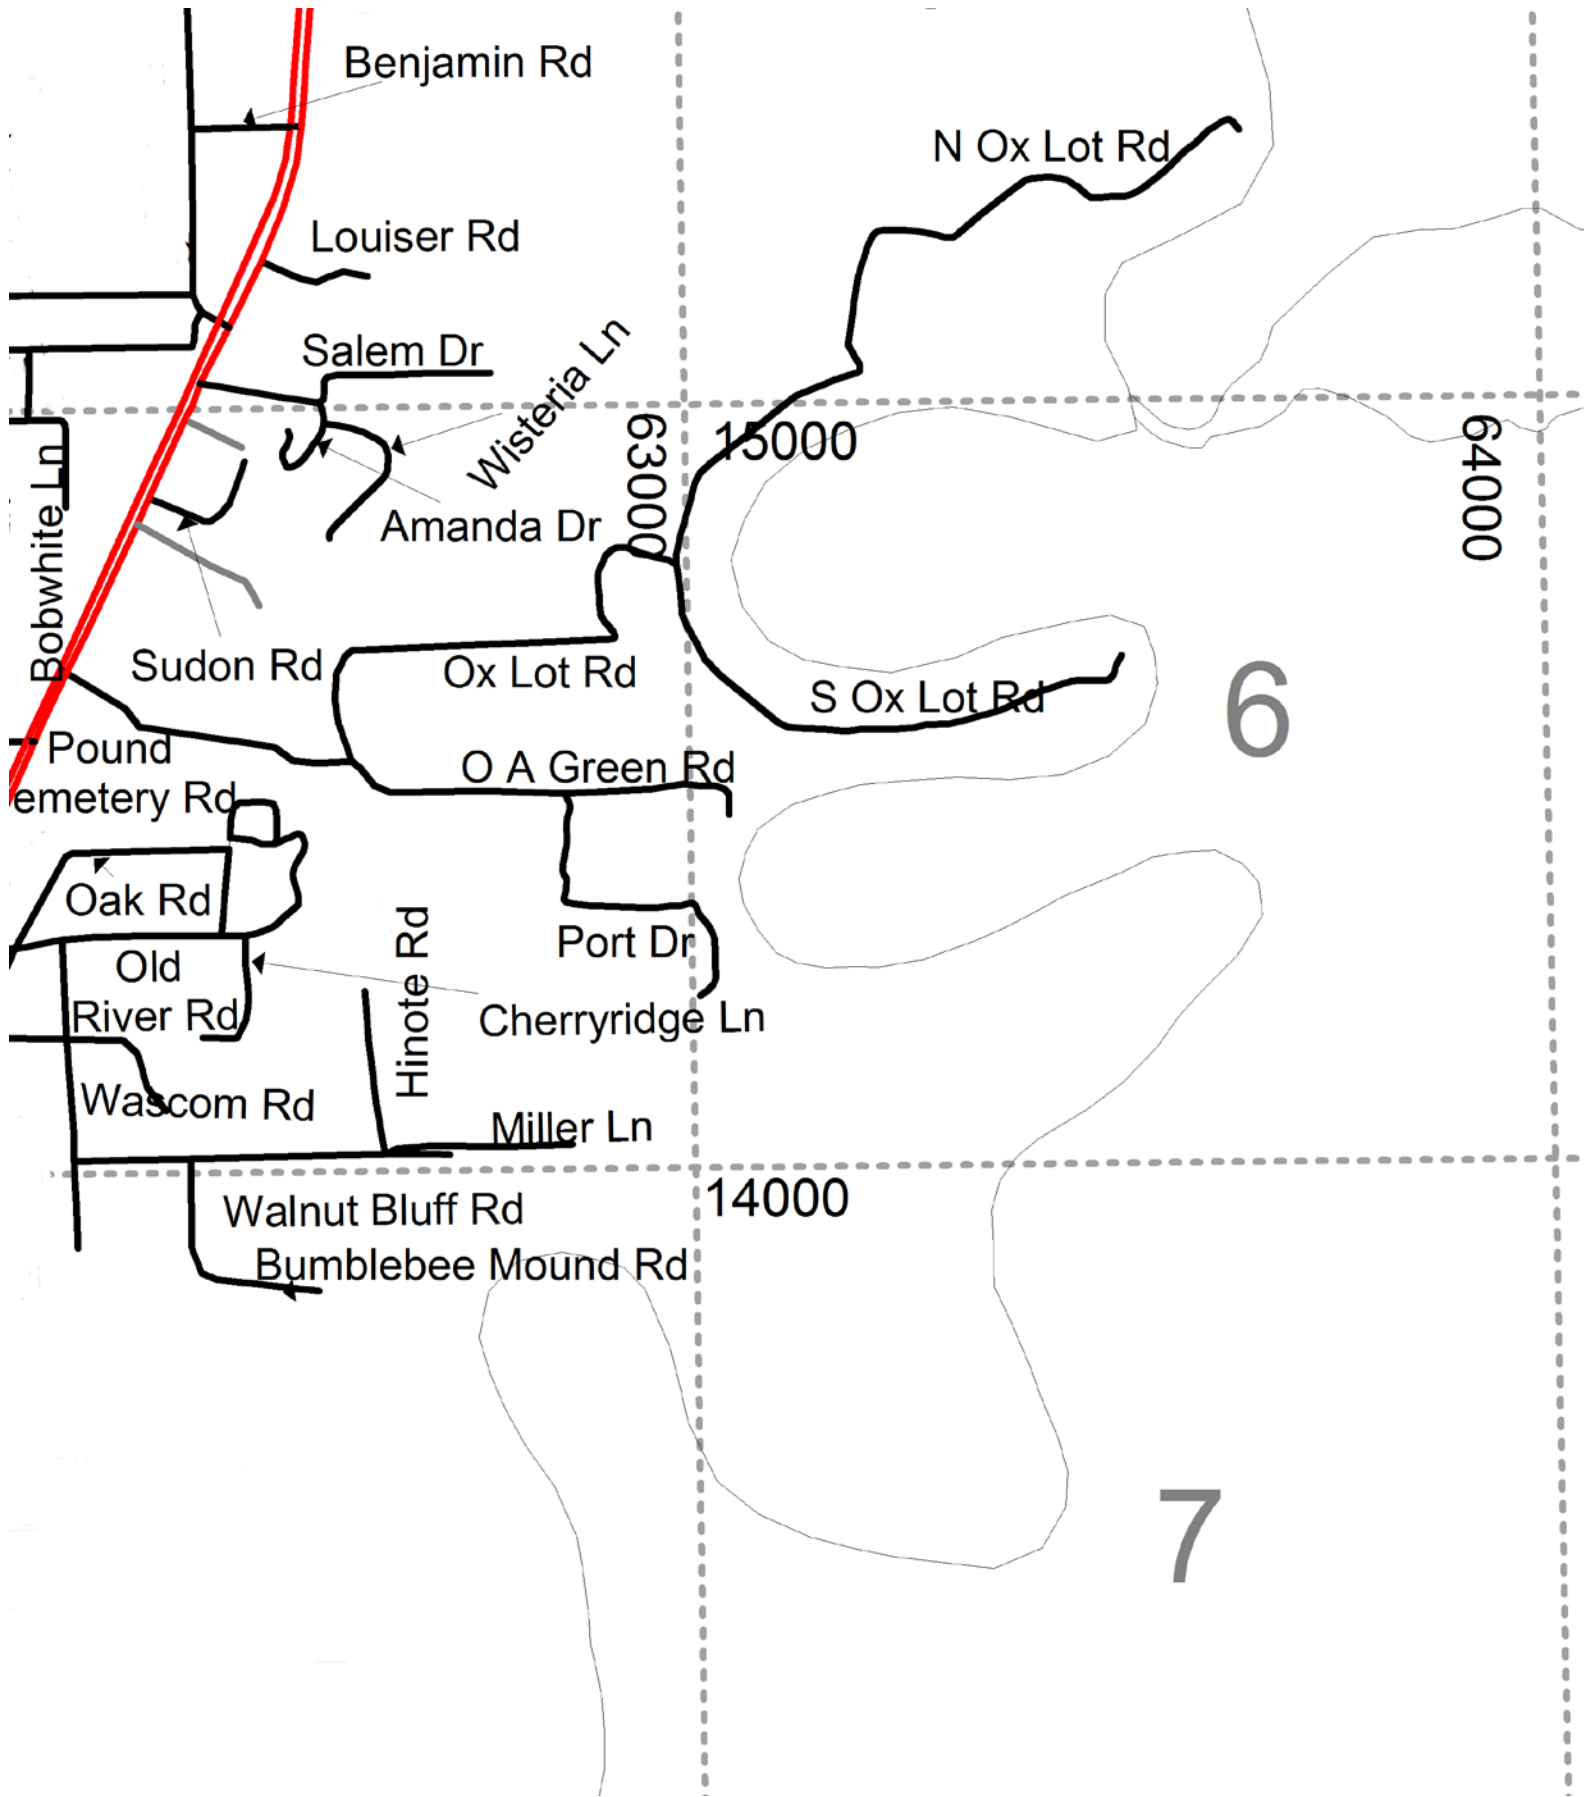 Benjamin Rd
N Ox Lot Rd
Louiser Rd
Salem Dr
Wisteria Ln
63000
15000
64000
Bobwhite Ln
Amanda Dr
Sudon Rd
Ox Lot Rd
S Ox Lot Rd
6
Pound
emetery Rd
O A Green Rd
Oak Rd
Hinote Rd
Port Dr
Old
River Rd
Cherryridge Ln
Wascom Rd
Miller Ln
14000
Walnut Bluff Rd
Bumblebee Mound Rd
7